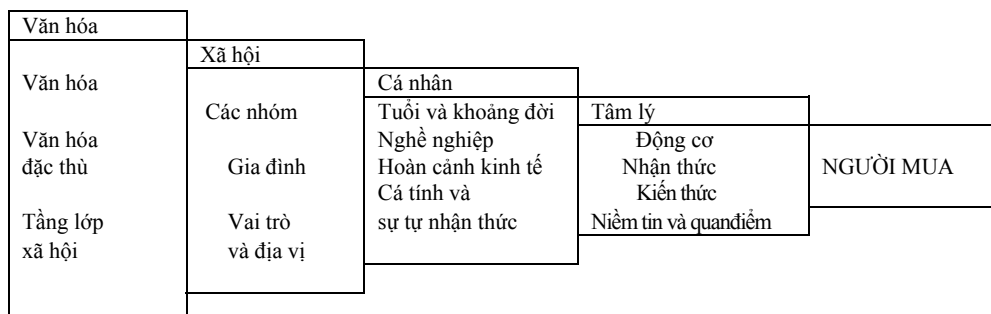 Văn hóa
Văn hóa
Văn hóa
đặc thù
Tầng lớp
xã hội
Xã hội
Các nhóm
Gia đình
Vai trò
và địa vị
Cá nhân
Tuổi và khoảng đời
Nghề nghiệp
Hoàn cảnh kinh tế
Cá tính và
sự tự nhận thức
Tâm lý
Động cơ
Nhận thức
Kiến thức
Niềm tin và quanđiểm
NGƯỜI MUA